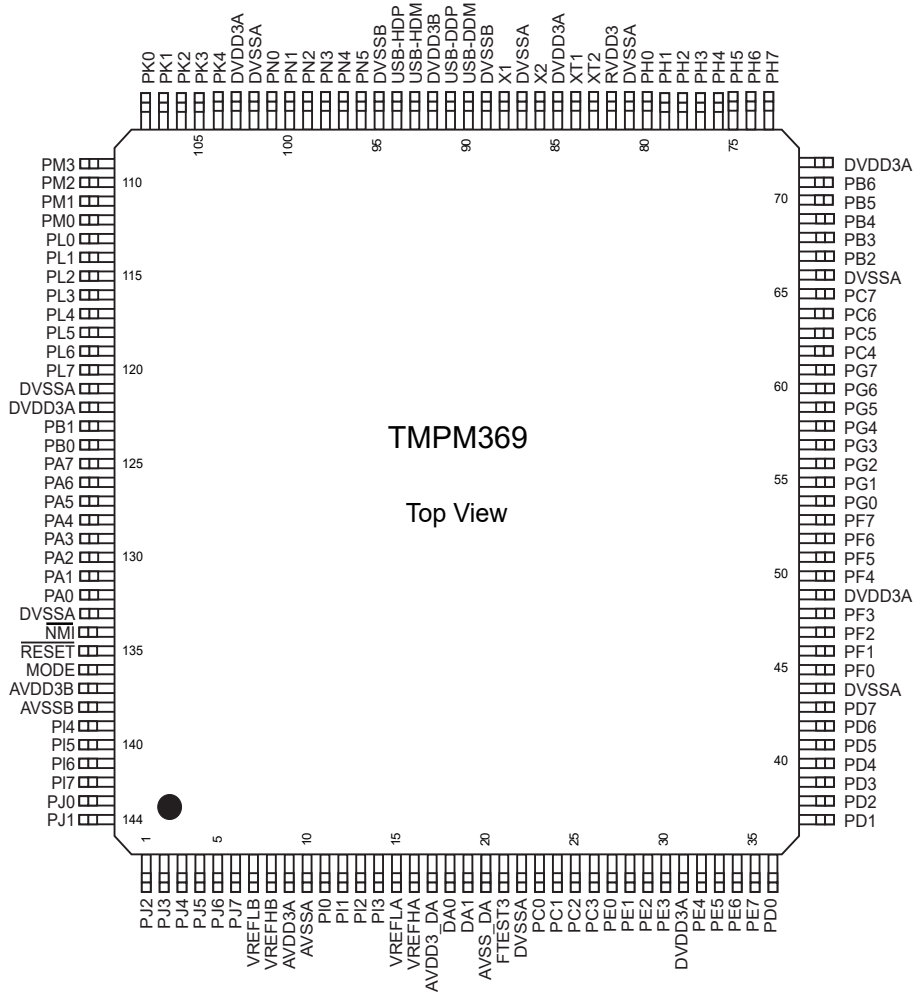 PK0
PK1
PK2
PK3
PK4
DVDD3A
DVSSA
PN0
PN1
PN2
PN3
PN4
PN5
DVSSB
USB-HDP
USB-HDM
DVDD3B
USB-DDP
USB-DDM
DVSSB
X1
DVSSA
X2
DVDD3A
XT1
XT2
RVDD3
DVSSA
PH0
PH1
PH2
PH3
PH4
PH5
PH6
PH7
105
100
95
90
85
80
75
PM3
PM2
PM1
PM0
PL0
PL1
PL2
PL3
PL4
PL5
PL6
PL7
DVSSA
DVDD3A
PB1
PB0
PA7
PA6
PA5
PA4
PA3
PA2
PA1
PA0
DVSSA
NMI
RESET
MODE
AVDD3B
AVSSB
PI4
PI5
PI6
PI7
PJ0
PJ1
110
115
120
125
130
135
140
144
TMPM369
Top View
70
65
60
55
50
45
40
DVDD3A
PB6
PB5
PB4
PB3
PB2
DVSSA
PC7
PC6
PC5
PC4
PG7
PG6
PG5
PG4
PG3
PG2
PG1
PG0
PF7
PF6
PF5
PF4
DVDD3A
PF3
PF2
PF1
PF0
DVSSA
PD7
PD6
PD5
PD4
PD3
PD2
PD1
1
5
10
15
20
25
30
35
PJ2
PJ3
PJ4
PJ5
PJ6
PJ7
VREFLB
VREFHB
AVDD3A
AVSSA
PI0
PI1
PI2
PI3
VREFLA
VREFHA
AVDD3_DA
DA0
DA1
AVSS_DA
FTEST3
DVSSA
PC0
PC1
PC2
PC3
PE0
PE1
PE2
PE3
DVDD3A
PE4
PE5
PE6
PE7
PD0